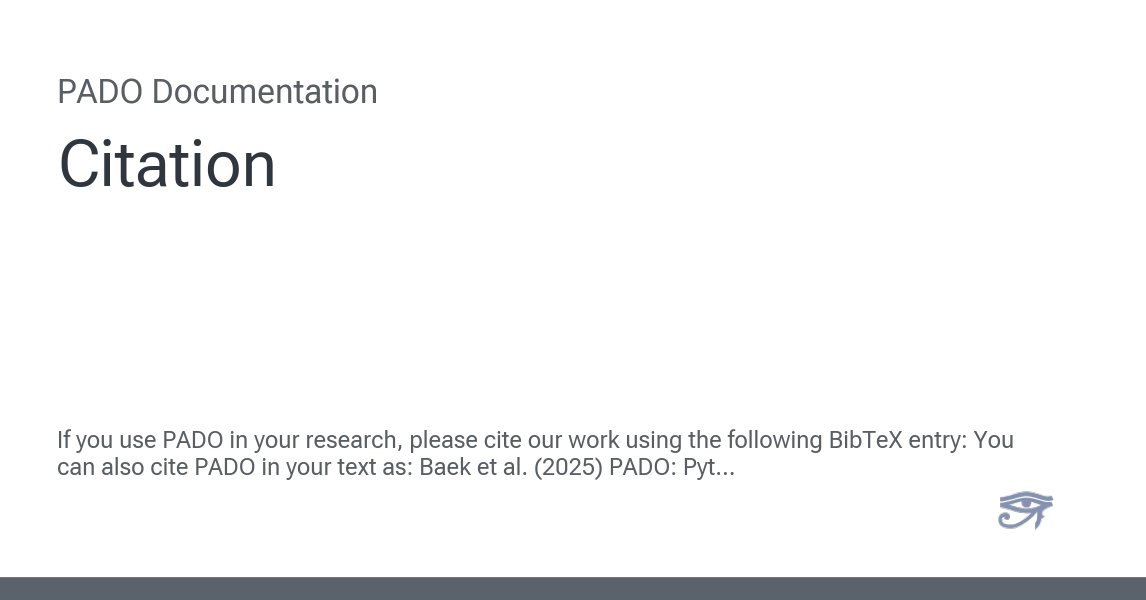 PADO Documentation
Citation
If you use PADO in your research, please cite our work using the following BibTeX entry: You
can also cite PADO in your text as: Baek et al. (2025) PADO: Pyt...